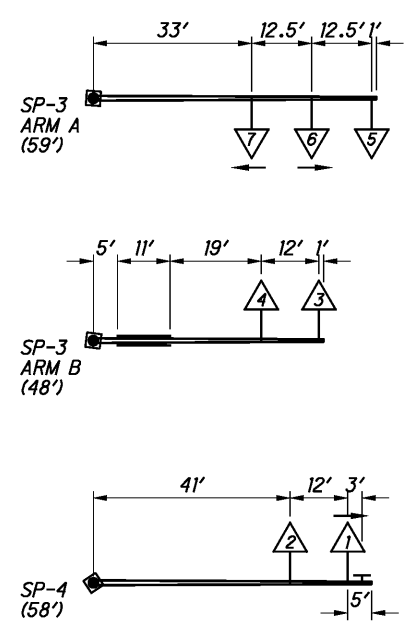 33' 12.5' 12.5' 1'
SP-3
ARM A
(59')
7 6 5
5' 11' 19' 12' 1'
4 3
SP-3
ARM B
(48')
41' 12' 3'
2 1
SP-4
(58')
5'